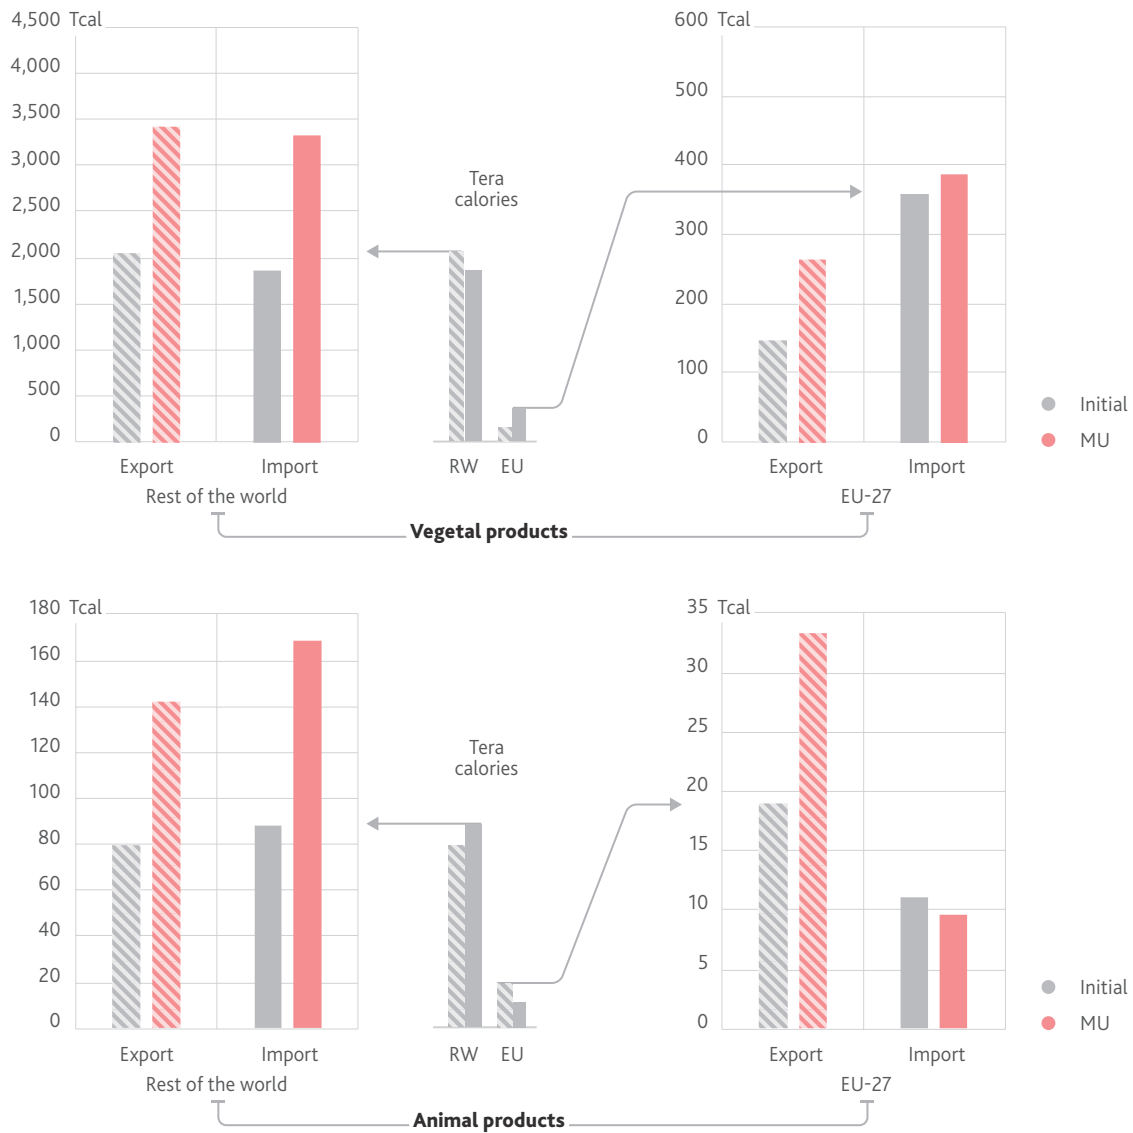 4,500 Tcal
4,000
3,500
3,000
2,500
2,000
1,500
1,000
500
0
Export
Import
Rest of the world
Tera
calories
RW
EU
600 Tcal
500
400
300
200
100
0
Export
Import
EU-27
Initial
MU
Vegetal products
180 Tcal
160
140
120
100
80
60
40
20
0
Export
Import
Rest of the world
Tera
calories
RW
EU
35 Tcal
30
25
20
15
10
5
0
Export
Import
EU-27
Initial
MU
Animal products